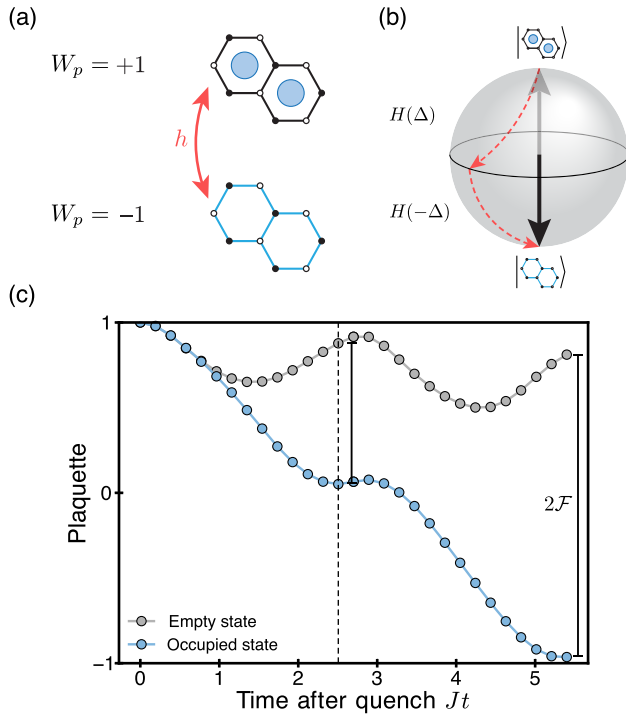 (a)
W_p = +1
h
W_p = −1
(b)
H(Δ)
H(−Δ)
(c)
1
0
−1
Plaquette
2ℱ
Empty state
Occupied state
0 1 2 3 4 5
Time after quench Jt